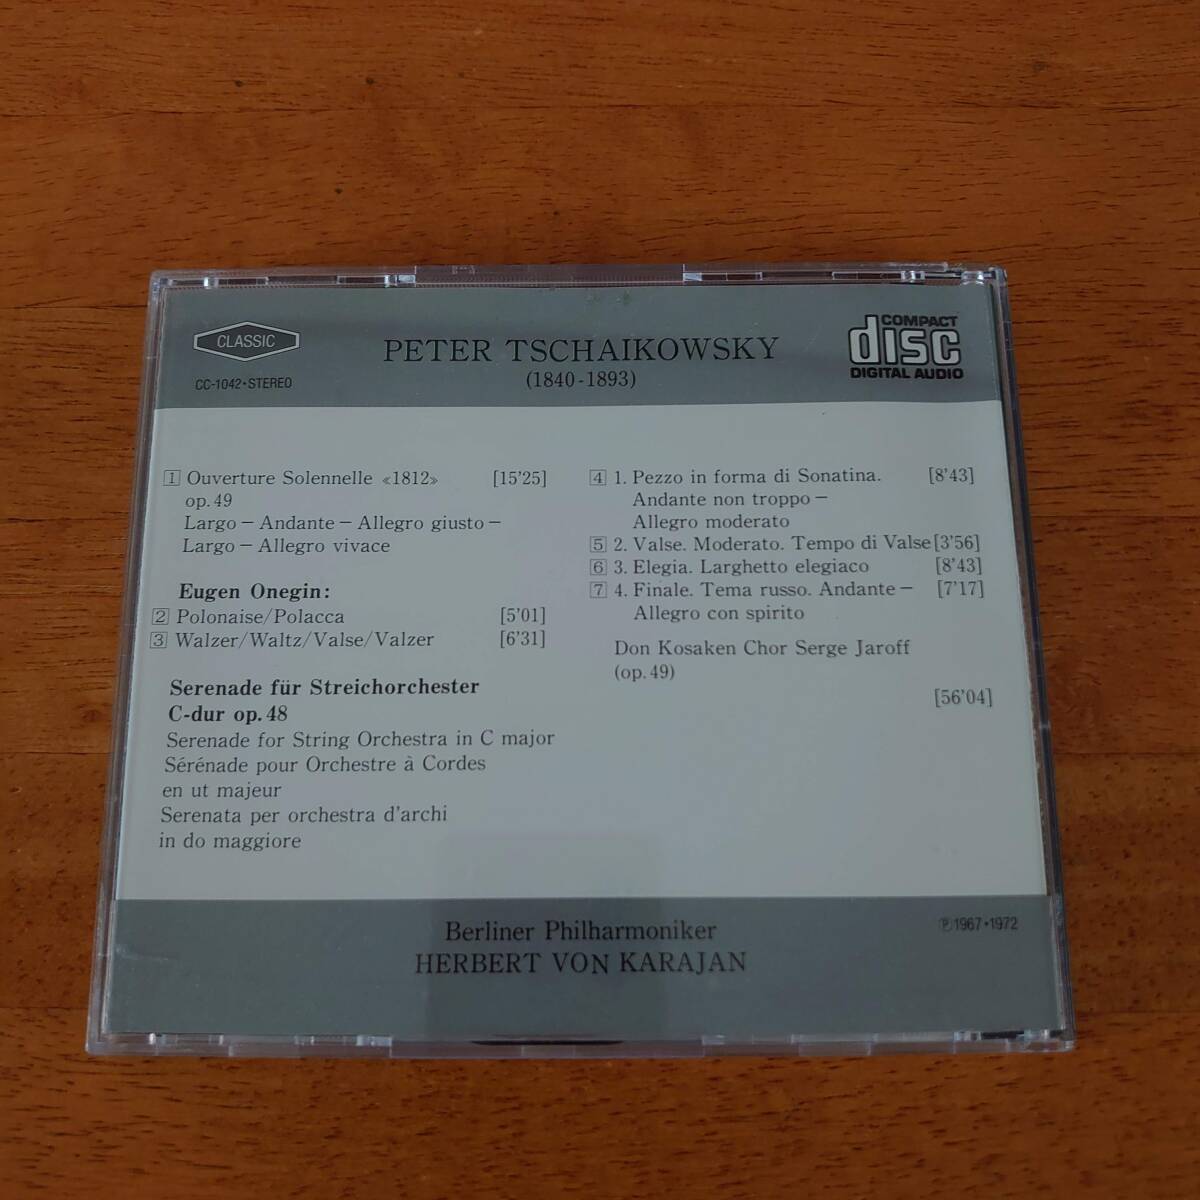 CLASSIC
CC-1042・STEREO
PETER TSCHAIKOWSKY
(1840-1893)
COMPACT
disc
DIGITAL AUDIO
1 Ouverture Solennelle «1812» [15'25]
op.49
Largo－Andante－Allegro giusto－
Largo－Allegro vivace
Eugen Onegin:
2 Polonaise/Polacca [5'01]
3 Walzer/Waltz/Valse/Valzer [6'31]
Serenade für Streichorchester
C-dur op.48
Serenade for String Orchestra in C major
Sérénade pour Orchestre à Cordes
en ut majeur
Serenata per orchestra d'archi
in do maggiore
4 1. Pezzo in forma di Sonatina. [8'43]
Andante non troppo－
Allegro moderato
5 2. Valse. Moderato. Tempo di Valse [3'56]
6 3. Elegia. Larghetto elegiaco [8'43]
7 4. Finale. Tema russo. Andante－ [7'17]
Allegro con spirito
Don Kosaken Chor Serge Jaroff
(op.49)
[56'04]
Berliner Philharmoniker
HERBERT VON KARAJAN
℗1967・1972